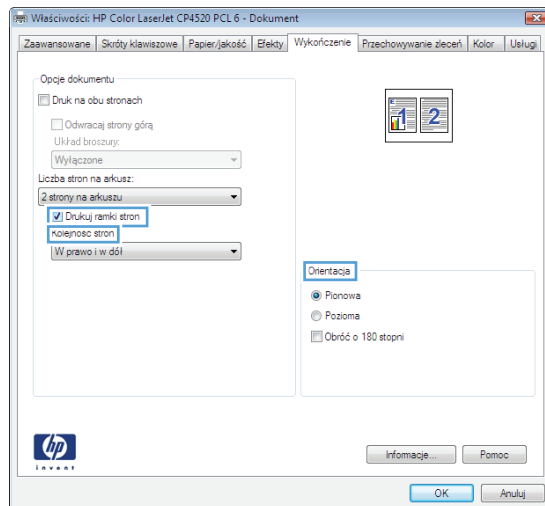 Właściwości: HP Color LaserJet CP4520 PCL 6 - Dokument
Zaawansowane Skróty klawiszowe Papier/jakość Efekty Wykończenie Przechowywanie zleceń Kolor Usługi
Opcje dokumentu
Druk na obu stronach
Odwracaj strony górą
Układ broszury:
Wyłączone
Liczba stron na arkusz:
2 strony na arkuszu
Drukuj ramki stron
Kolejność stron
W prawo i w dół
1 2
Orientacja
Pionowa
Pozioma
Obróć o 180 stopni
hp
invent
Informacje... Pomoc
OK Anuluj